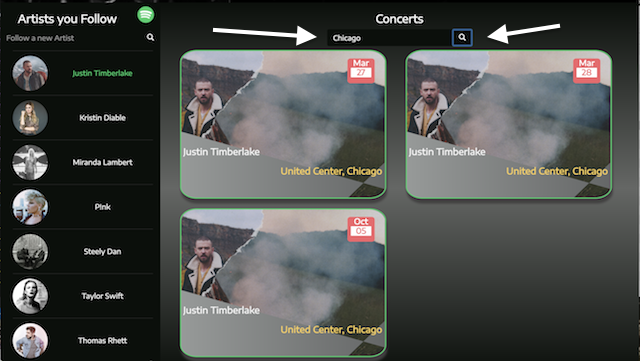 Artists you Follow
Follow a new Artist
Justin Timberlake
Kristin Diable
Miranda Lambert
P!nk
Steely Dan
Taylor Swift
Thomas Rhett
Concerts
Chicago
Mar
27
Justin Timberlake
United Center, Chicago
Mar
28
Justin Timberlake
United Center, Chicago
Oct
05
Justin Timberlake
United Center, Chicago